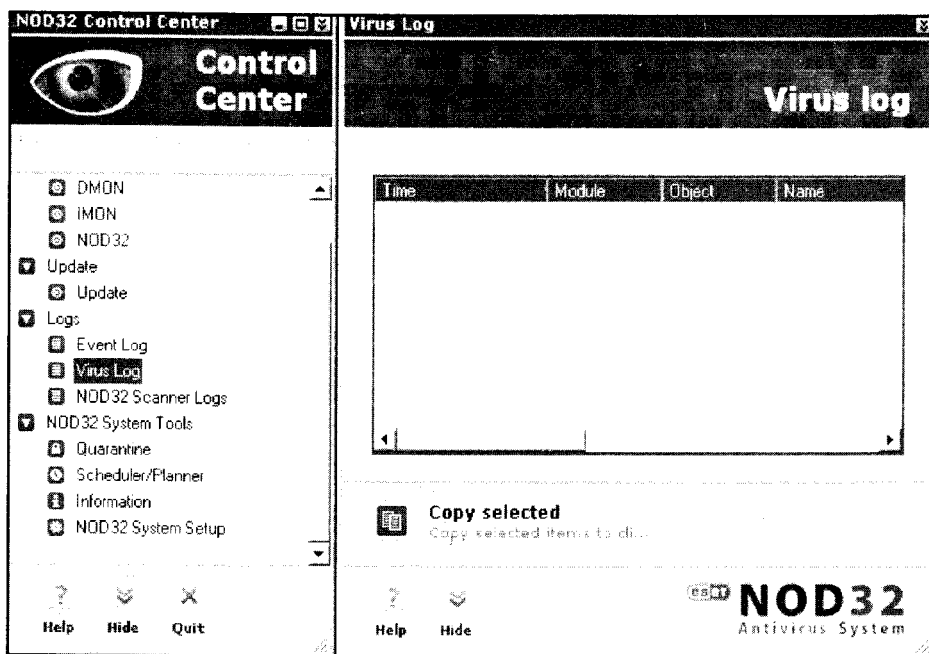 NOD32 Control Center
Control
Center
DMON
IMON
NOD32
Update
Update
Logs
Event Log
Virus Log
NOD32 Scanner Logs
NOD32 System Tools
Quarantine
Scheduler/Planner
Information
NOD32 System Setup
? 
Help
Hide
Quit
Virus Log
Virus log
Time
Module
Object
Name
Copy selected
Copy selected items to cli...
?
Help
Hide
eseT
NOD32
Antivirus System